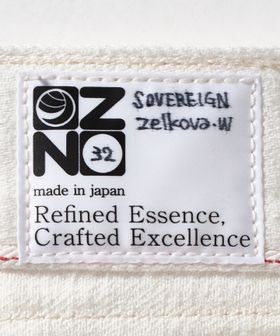 OZ
NO 32
SOVEREIGN
zelkova.w
made in japan
Refined Essence,
Crafted Excellence